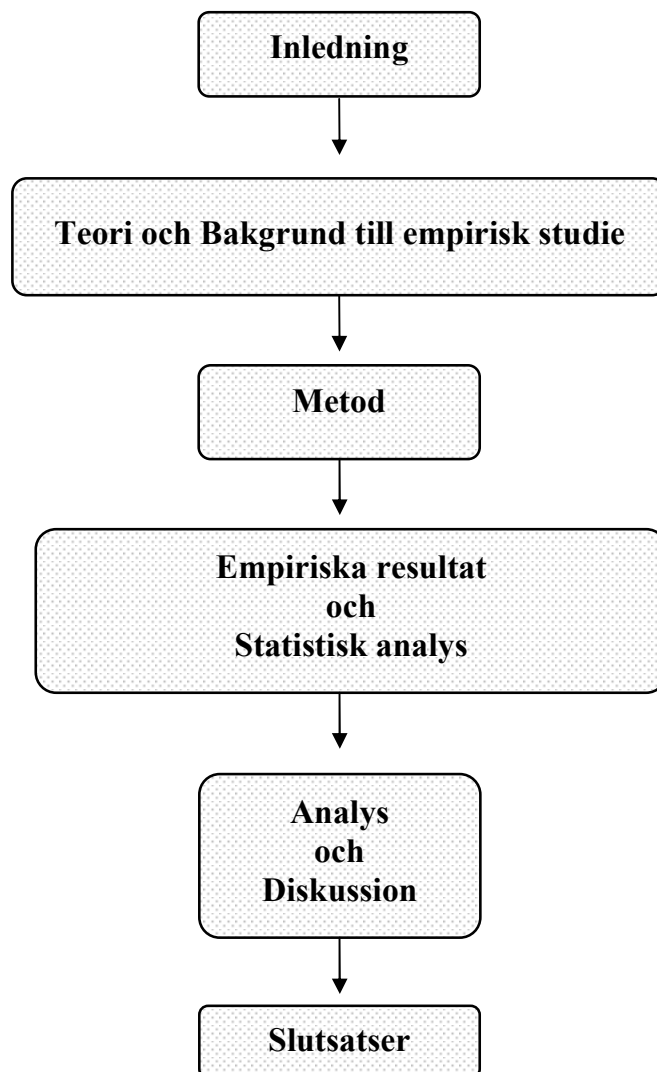 Inledning
Teori och Bakgrund till empirisk studie
Metod
Empiriska resultat
och
Statistisk analys
Analys
och
Diskussion
Slutsatser